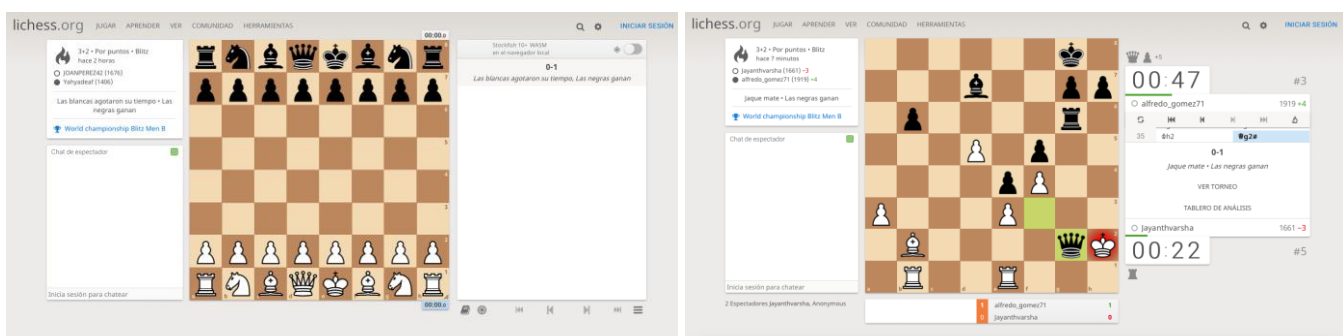 lichess.org JUGAR APRENDER VER COMUNIDAD HERRAMIENTAS INICIAR SESIÓN
3+2 • Por puntos • Blitz
hace 2 horas
JOANPEREZ42 (1676)
Yahyadeaf (1406)
Las blancas agotaron su tiempo • Las
negras ganan
World championship Blitz Men B
Chat de espectador
Inicia sesión para chatear
00:00.0
00:00.0
Stockfish 10+ WASM
en el navegador local
0-1
Las blancas agotaron su tiempo, Las negras ganan
lichess.org JUGAR APRENDER VER COMUNIDAD HERRAMIENTAS INICIAR SESIÓN
3+2 • Por puntos • Blitz
hace 7 minutos
Jayanthvarsha (1661) −3
alfredo_gomez71 (1919) +4
Jaque mate • Las negras ganan
World championship Blitz Men B
Chat de espectador
Inicia sesión para chatear
2 Espectadores Jayanthvarsha, Anonymous
1 alfredo_gomez71 1
0 Jayanthvarsha 0
+5
00:47 #3
alfredo_gomez71 1919 +4
35 ♔h2 ♛g2#
0-1
Jaque mate • Las negras ganan
VER TORNEO
TABLERO DE ANÁLISIS
Jayanthvarsha 1661 −3
00:22 #5